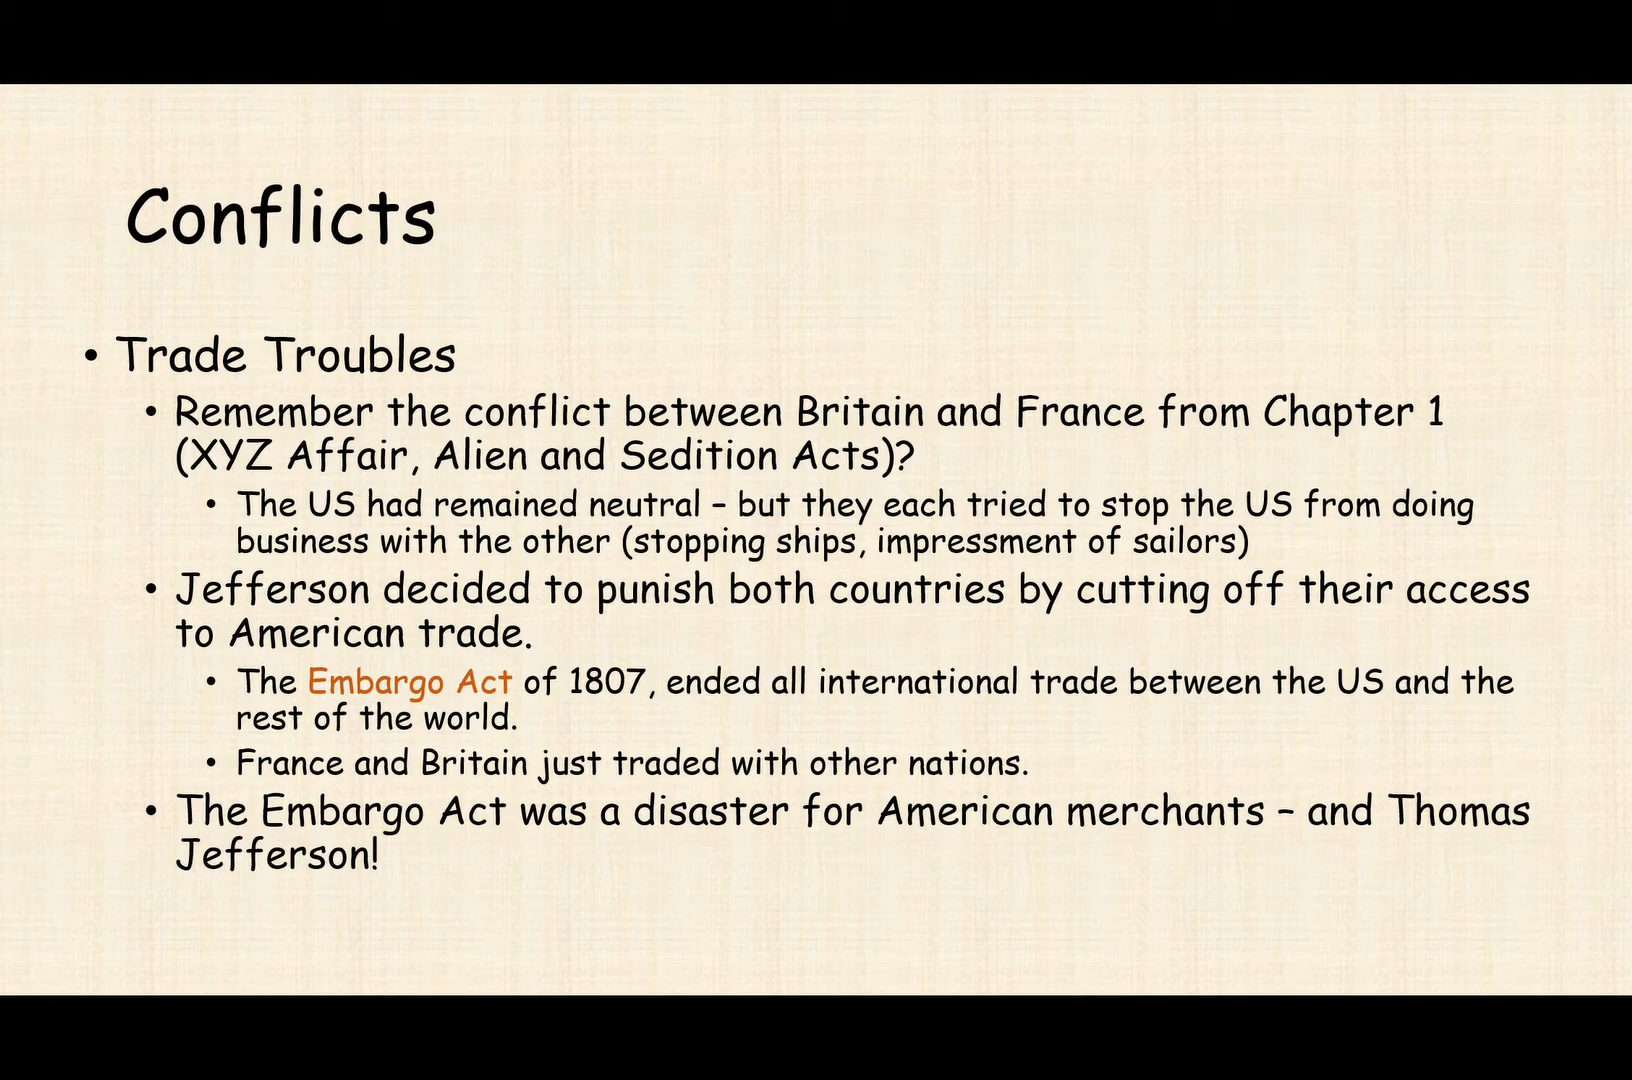 Conflicts
• Trade Troubles
• Remember the conflict between Britain and France from Chapter 1
(XYZ Affair, Alien and Sedition Acts)?
• The US had remained neutral – but they each tried to stop the US from doing
business with the other (stopping ships, impressment of sailors)
• Jefferson decided to punish both countries by cutting off their access
to American trade.
• The Embargo Act of 1807, ended all international trade between the US and the
rest of the world.
• France and Britain just traded with other nations.
• The Embargo Act was a disaster for American merchants – and Thomas
Jefferson!